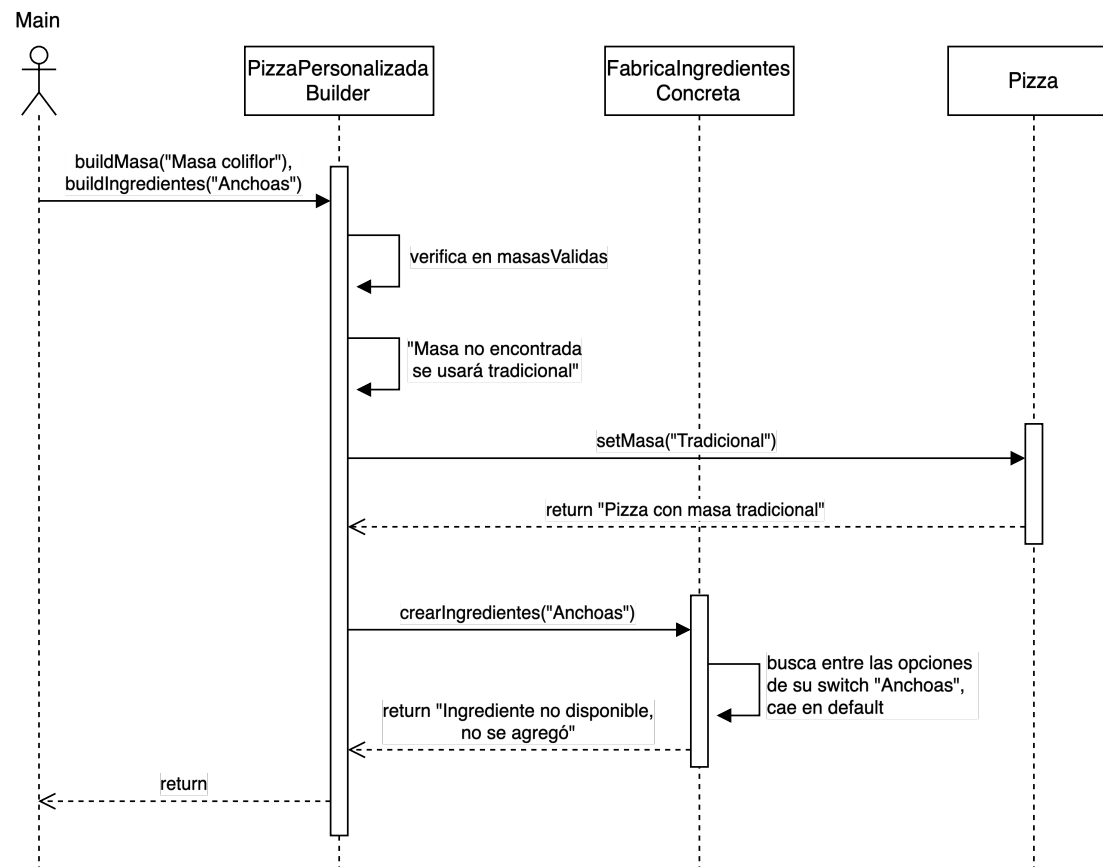 Main
PizzaPersonalizada
Builder
FabricaIngredientes
Concreta
Pizza
buildMasa("Masa coliflor"),
buildIngredientes("Anchoas")
verifica en masasValidas
"Masa no encontrada
se usará tradicional"
setMasa("Tradicional")
return "Pizza con masa tradicional"
crearIngredientes("Anchoas")
busca entre las opciones
de su switch "Anchoas",
cae en default
return "Ingrediente no disponible,
no se agregó"
return